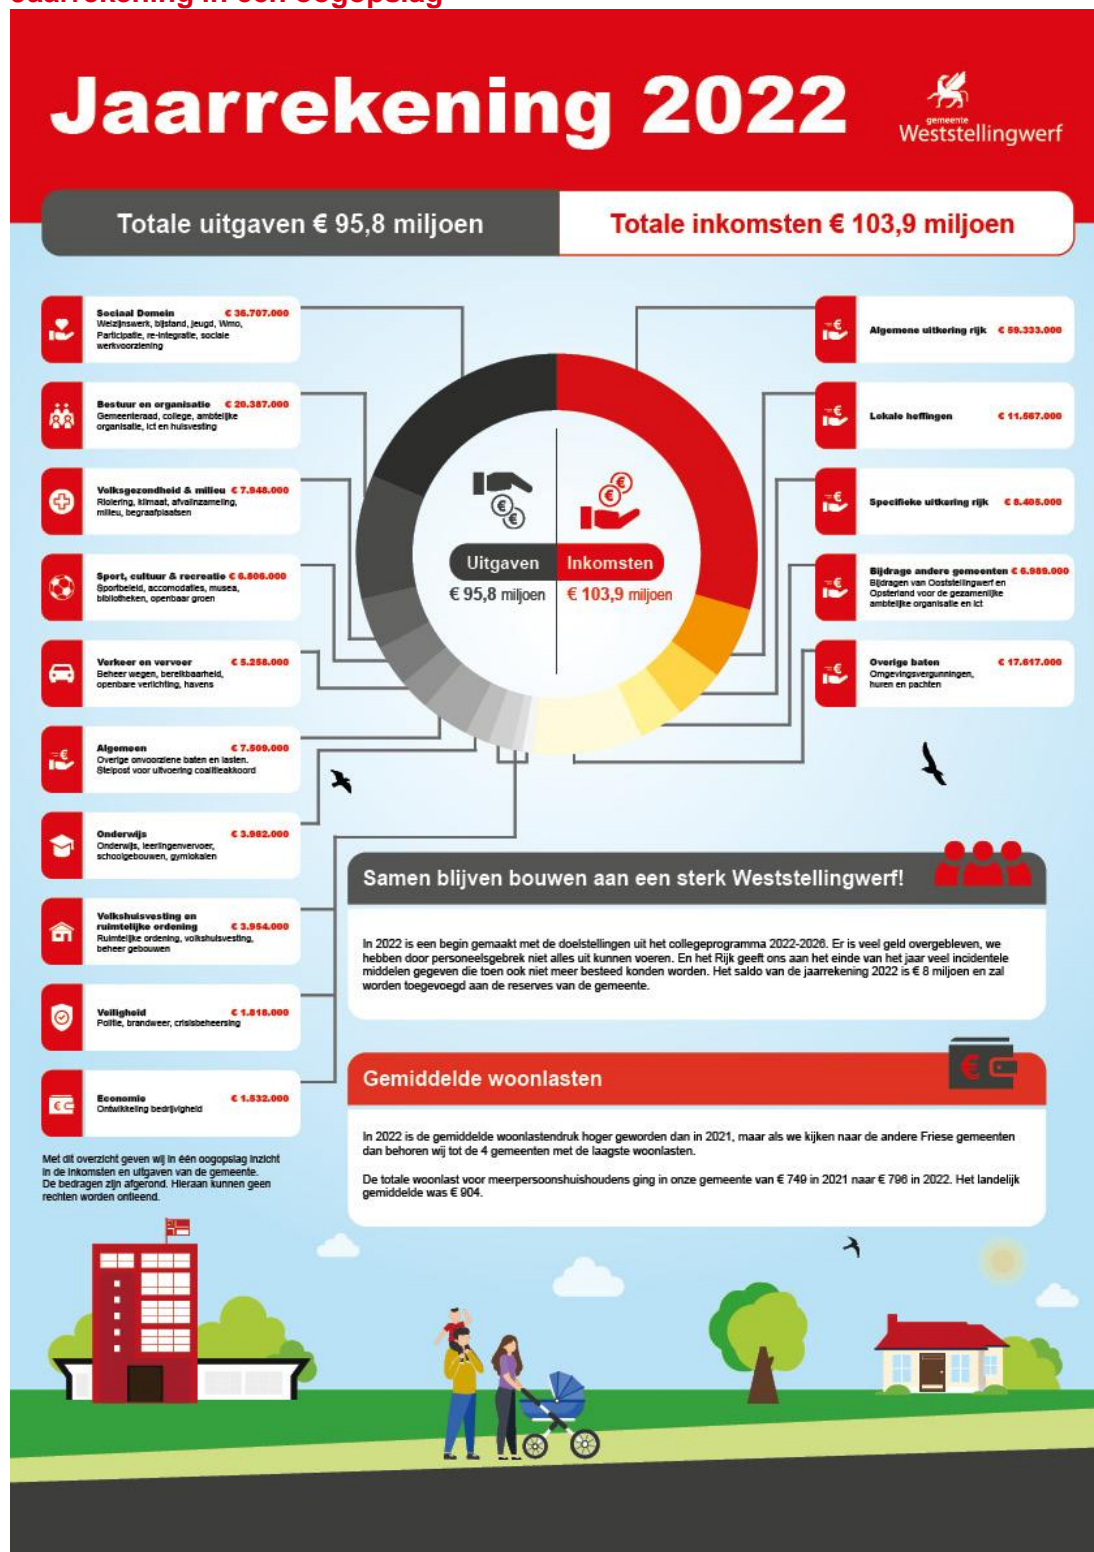 Jaarrekening in één oogopslag
Jaarrekening 2022
gemeente
Weststellingwerf
Totale uitgaven € 95,8 miljoen
Totale inkomsten € 103,9 miljoen
Sociaal Domein € 36.707.000
Welzijnswerk, bijstand, jeugd, Wmo,
Participatie, re-integratie, sociale
werkvoorziening
Bestuur en organisatie € 20.387.000
Gemeenteraad, college, ambtelijke
organisatie, ict en huisvesting
Volksgezondheid & milieu € 7.948.000
Riolering, klimaat, afvalinzameling,
milieu, begraafplaatsen
Sport, cultuur & recreatie € 6.806.000
Sportbeleid, accomodaties, musea,
bibliotheken, openbaar groen
Verkeer en vervoer € 5.258.000
Beheer wegen, bereikbaarheid,
openbare verlichting, havens
Algemeen € 7.509.000
Overige onvoorziene baten en lasten.
Stelpost voor uitvoering coalitieakkoord
Onderwijs € 3.982.000
Onderwijs, leerlingenvervoer,
schoolgebouwen, gymlokalen
Volkshuisvesting en
ruimtelijke ordening € 3.954.000
Ruimtelijke ordening, volkshuisvesting,
beheer gebouwen
Veiligheid € 1.818.000
Politie, brandweer, crisisbeheersing
Economie € 1.532.000
Ontwikkeling bedrijvigheid
Met dit overzicht geven wij in één oogopslag inzicht
in de inkomsten en uitgaven van de gemeente.
De bedragen zijn afgerond. Hieraan kunnen geen
rechten worden ontleend.
Uitgaven
€ 95,8 miljoen
Inkomsten
€ 103,9 miljoen
Algemene uitkering rijk € 59.333.000
Lokale heffingen € 11.567.000
Specifieke uitkering rijk € 8.405.000
Bijdrage andere gemeenten € 6.989.000
Bijdragen van Ooststellingwerf en
Opsterland voor de gezamenlijke
ambtelijke organisatie en ict
Overige baten € 17.617.000
Omgevingsvergunningen,
huren en pachten
Samen blijven bouwen aan een sterk Weststellingwerf!
In 2022 is een begin gemaakt met de doelstellingen uit het collegeprogramma 2022-2026. Er is veel geld overgebleven, we
hebben door personeelsgebrek niet alles uit kunnen voeren. En het Rijk geeft ons aan het einde van het jaar veel incidentele
middelen gegeven die toen ook niet meer besteed konden worden. Het saldo van de jaarrekening 2022 is € 8 miljoen en zal
worden toegevoegd aan de reserves van de gemeente.
Gemiddelde woonlasten
In 2022 is de gemiddelde woonlastendruk hoger geworden dan in 2021, maar als we kijken naar de andere Friese gemeenten
dan behoren wij tot de 4 gemeenten met de laagste woonlasten.
De totale woonlast voor meerpersoonshuishoudens ging in onze gemeente van € 749 in 2021 naar € 796 in 2022. Het landelijk
gemiddelde was € 904.